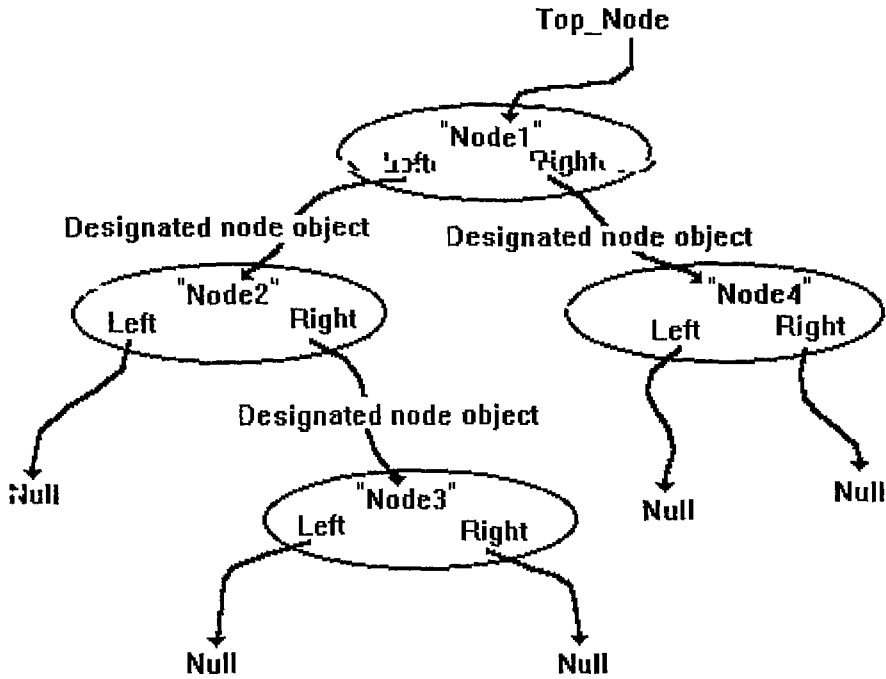 Top_Node
"Node1"
Left
Right
Designated node object
Designated node object
"Node2"
Left
Right
"Node4"
Left
Right
Designated node object
Null
"Node3"
Left
Right
Null
Null
Null
Null